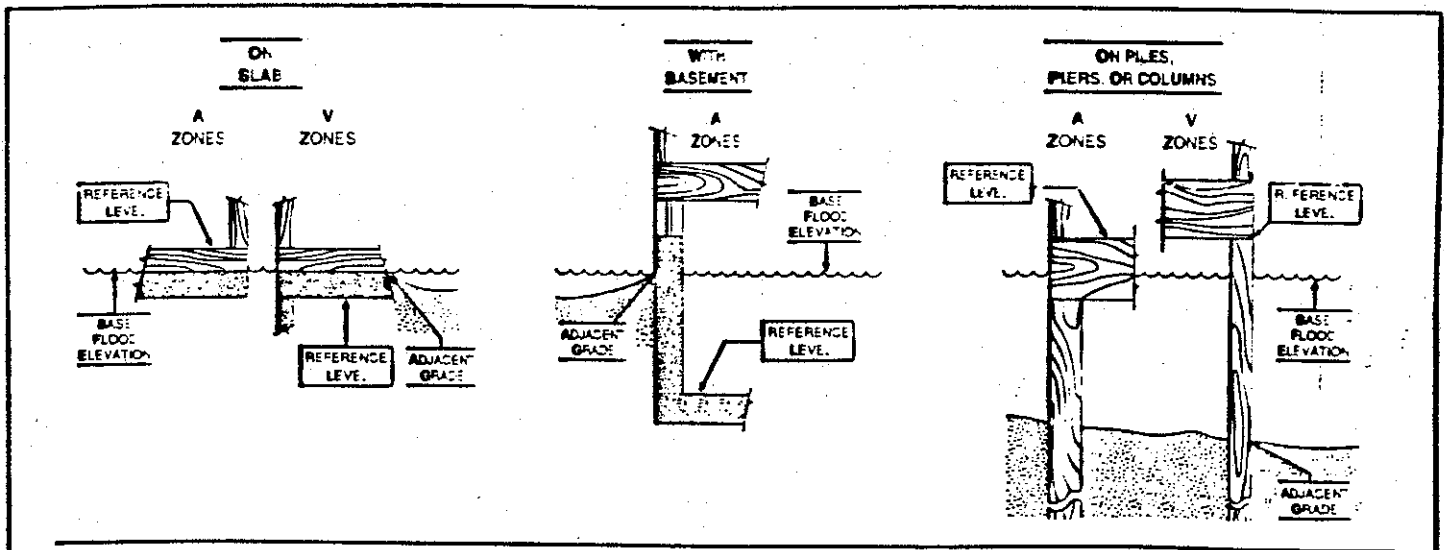 ON
SLAB
A
ZONES
V
ZONES
REFERENCE
LEVEL
BASE
FLOOD
ELEVATION
REFERENCE
LEVEL
ADJACENT
GRADE
WITH
BASEMENT
A
ZONES
BASE
FLOOD
ELEVATION
ADJACENT
GRADE
REFERENCE
LEVEL
ON PILES,
PIERS. OR COLUMNS
A
ZONES
V
ZONES
REFERENCE
LEVEL
R.FERENCE
LEVEL
BASE
FLOOD
ELEVATION
ADJACENT
GRADE